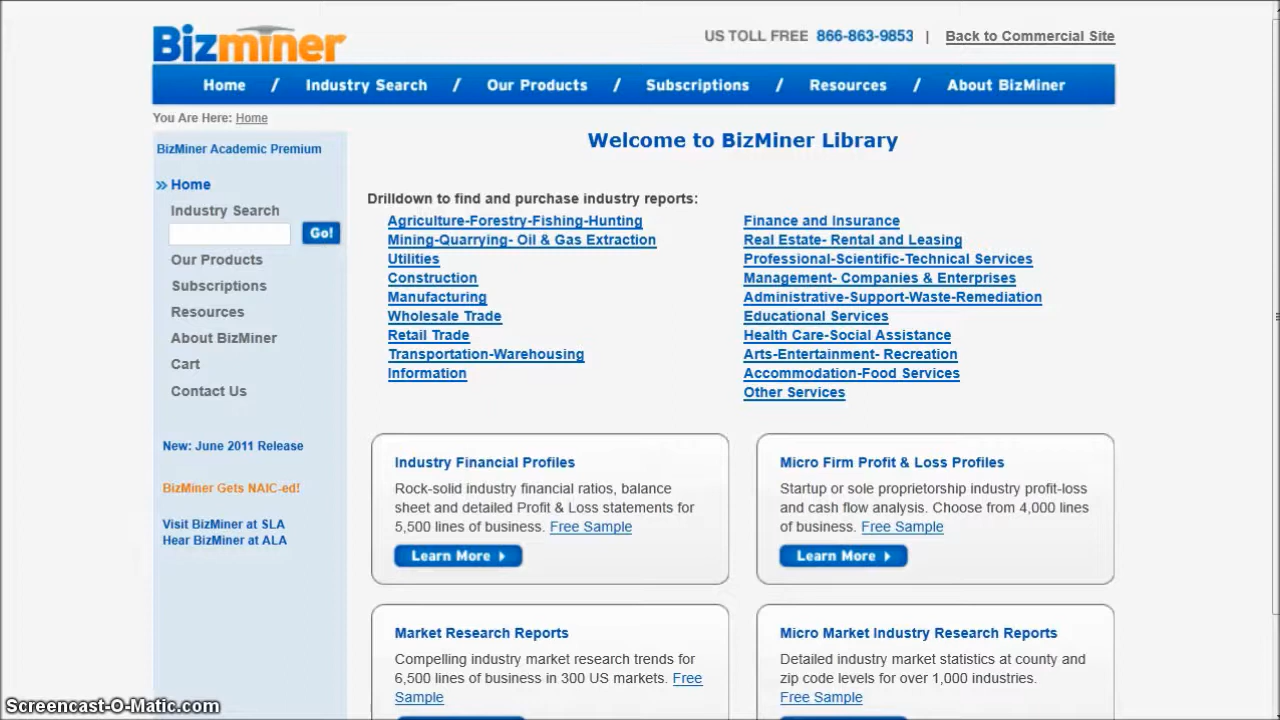 Bizminer
US TOLL FREE 866-863-9853 | Back to Commercial Site
Home / Industry Search / Our Products / Subscriptions / Resources / About BizMiner
You Are Here: Home
BizMiner Academic Premium
» Home
Industry Search
Go!
Our Products
Subscriptions
Resources
About BizMiner
Cart
Contact Us
New: June 2011 Release
BizMiner Gets NAIC-ed!
Visit BizMiner at SLA
Hear BizMiner at ALA
Welcome to BizMiner Library
Drilldown to find and purchase industry reports:
Agriculture-Forestry-Fishing-Hunting
Mining-Quarrying- Oil & Gas Extraction
Utilities
Construction
Manufacturing
Wholesale Trade
Retail Trade
Transportation-Warehousing
Information
Finance and Insurance
Real Estate- Rental and Leasing
Professional-Scientific-Technical Services
Management- Companies & Enterprises
Administrative-Support-Waste-Remediation
Educational Services
Health Care-Social Assistance
Arts-Entertainment- Recreation
Accommodation-Food Services
Other Services
Industry Financial Profiles
Rock-solid industry financial ratios, balance
sheet and detailed Profit & Loss statements for
5,500 lines of business. Free Sample
Learn More
Micro Firm Profit & Loss Profiles
Startup or sole proprietorship industry profit-loss
and cash flow analysis. Choose from 4,000 lines
of business. Free Sample
Learn More
Market Research Reports
Compelling industry market research trends for
6,500 lines of business in 300 US markets. Free
Sample
Micro Market Industry Research Reports
Detailed industry market statistics at county and
zip code levels for over 1,000 industries.
Free Sample
Screencast-O-Matic.com